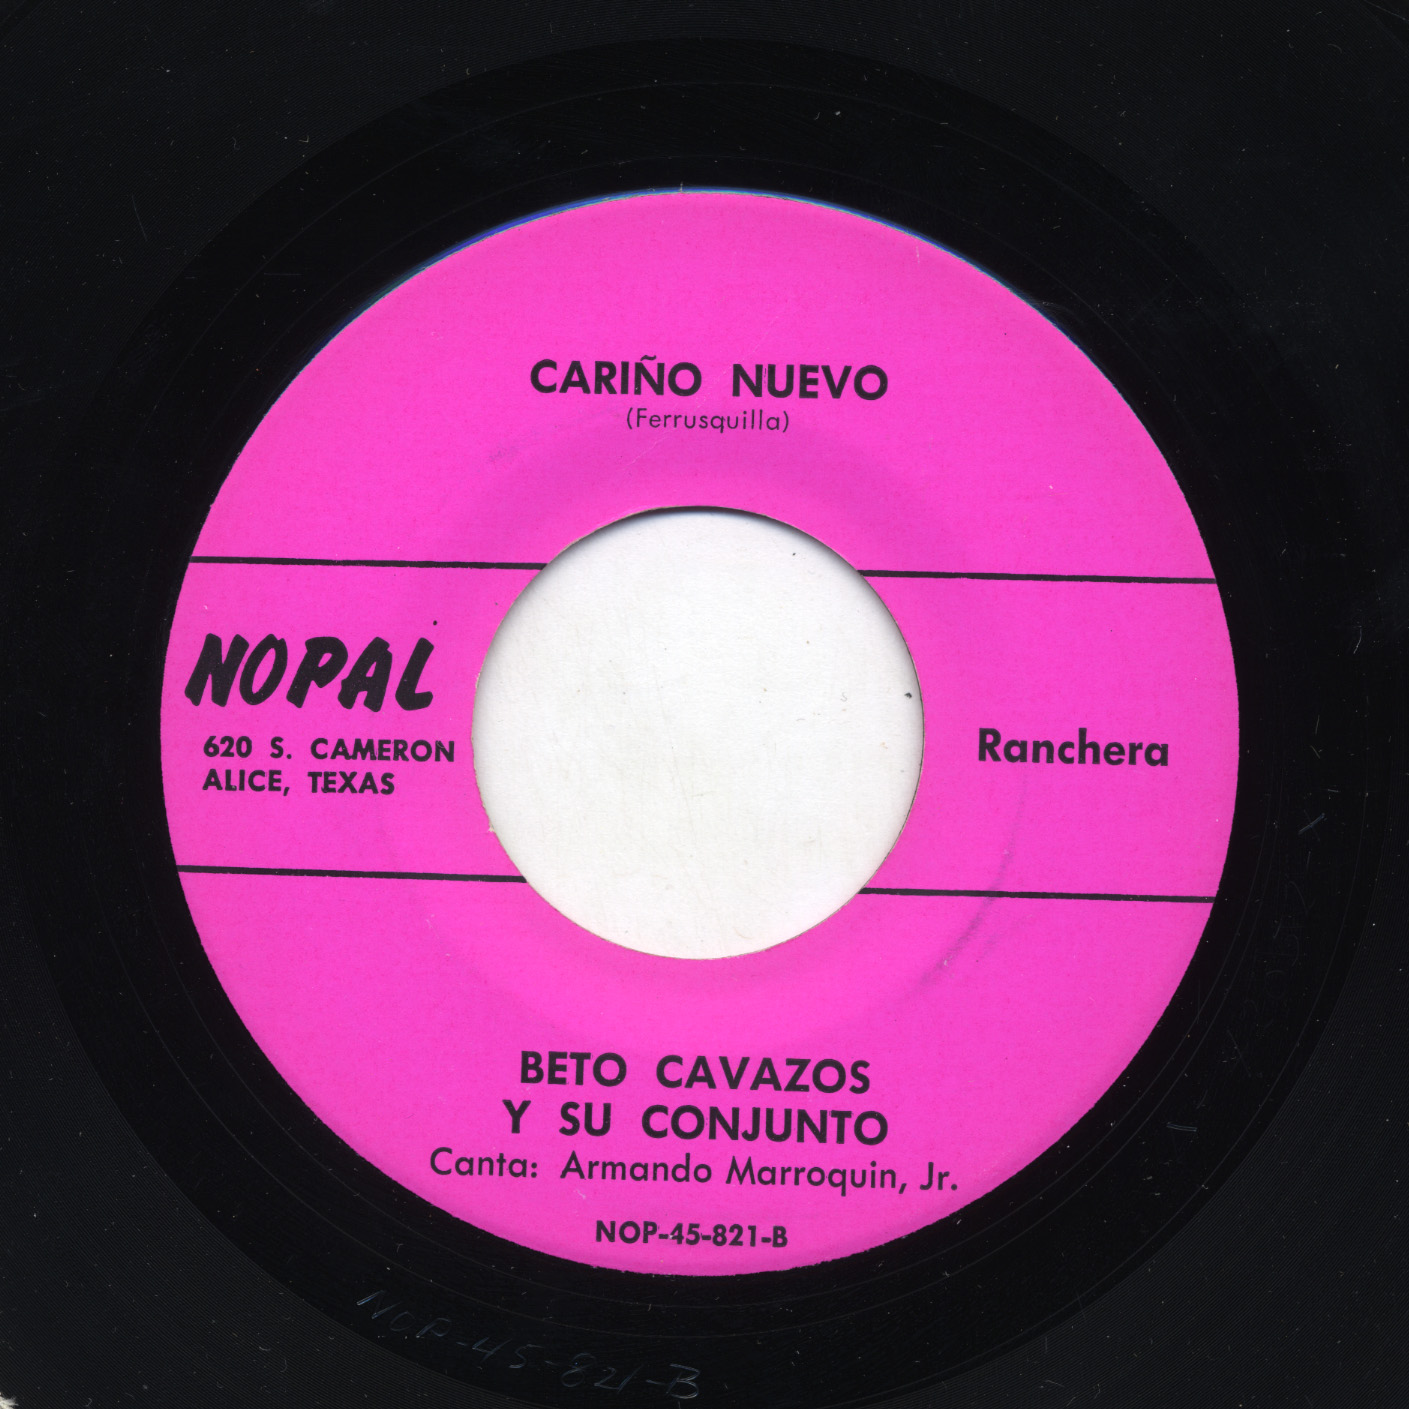 CARIÑO NUEVO
(Ferrusquilla)
NOPAL
620 S. CAMERON
ALICE, TEXAS
Ranchera
BETO CAVAZOS
Y SU CONJUNTO
Canta: Armando Marroquin, Jr.
NOP-45-821-B
NOP-45-821-B